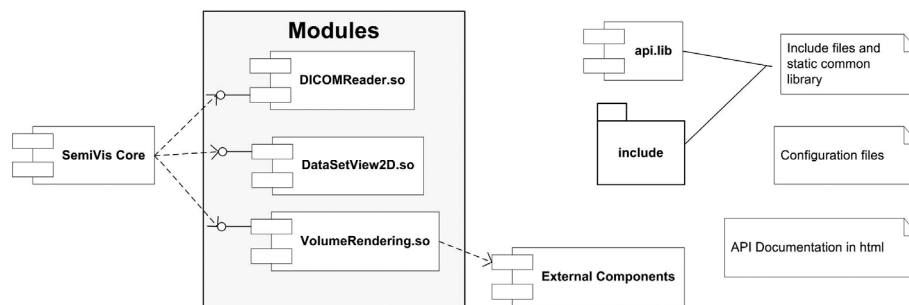 Modules
DICOMReader.so
SemiVis Core
DataSetView2D.so
VolumeRendering.so
External Components
api.lib
include
Include files and
static common
library
Configuration files
API Documentation in html